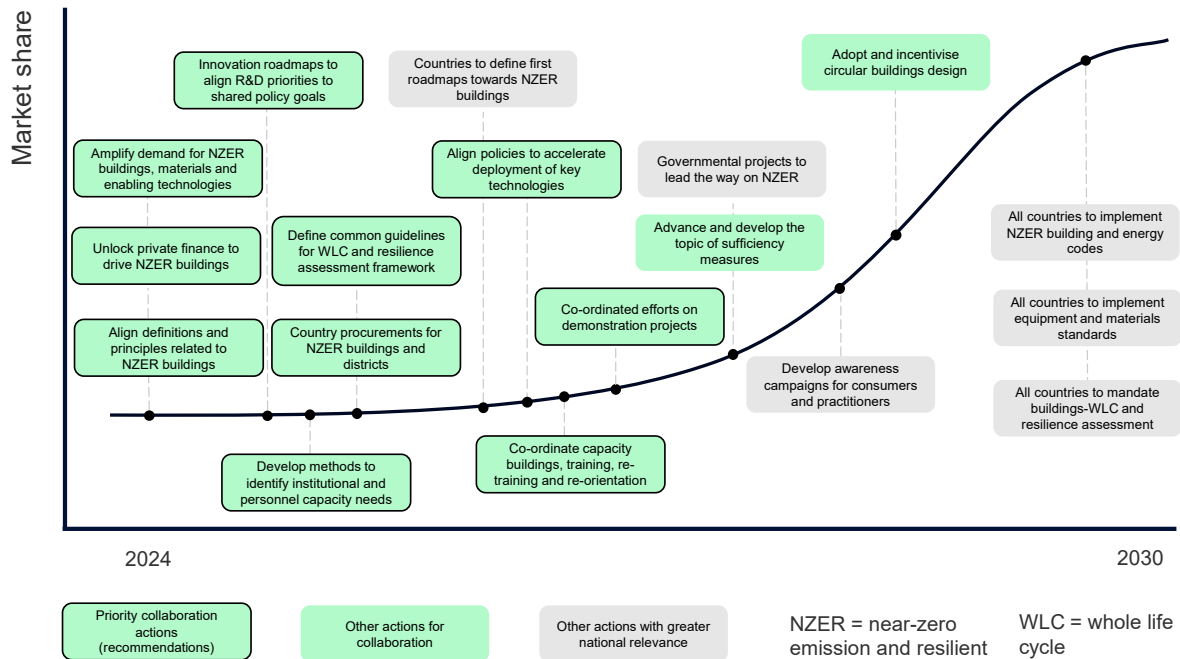 Market share
Innovation roadmaps to
align R&D priorities to
shared policy goals
Countries to define first
roadmaps towards NZER
buildings
Adopt and incentivise
circular buildings design
Amplify demand for NZER
buildings, materials and
enabling technologies
Align policies to accelerate
deployment of key
technologies
Governmental projects to
lead the way on NZER
Unlock private finance to
drive NZER buildings
Define common guidelines
for WLC and resilience
assessment framework
Advance and develop the
topic of sufficiency
measures
All countries to implement
NZER building and energy
codes
Align definitions and
principles related to
NZER buildings
Country procurements for
NZER buildings and
districts
Co-ordinated efforts on
demonstration projects
All countries to implement
equipment and materials
standards
Develop awareness
campaigns for consumers
and practitioners
All countries to mandate
buildings-WLC and
resilience assessment
Develop methods to
identify institutional and
personnel capacity needs
Co-ordinate capacity
buildings, training, re-
training and re-orientation
2024
2030
Priority collaboration
actions
(recommendations)
Other actions for
collaboration
Other actions with greater
national relevance
NZER = near-zero
emission and resilient
WLC = whole life
cycle